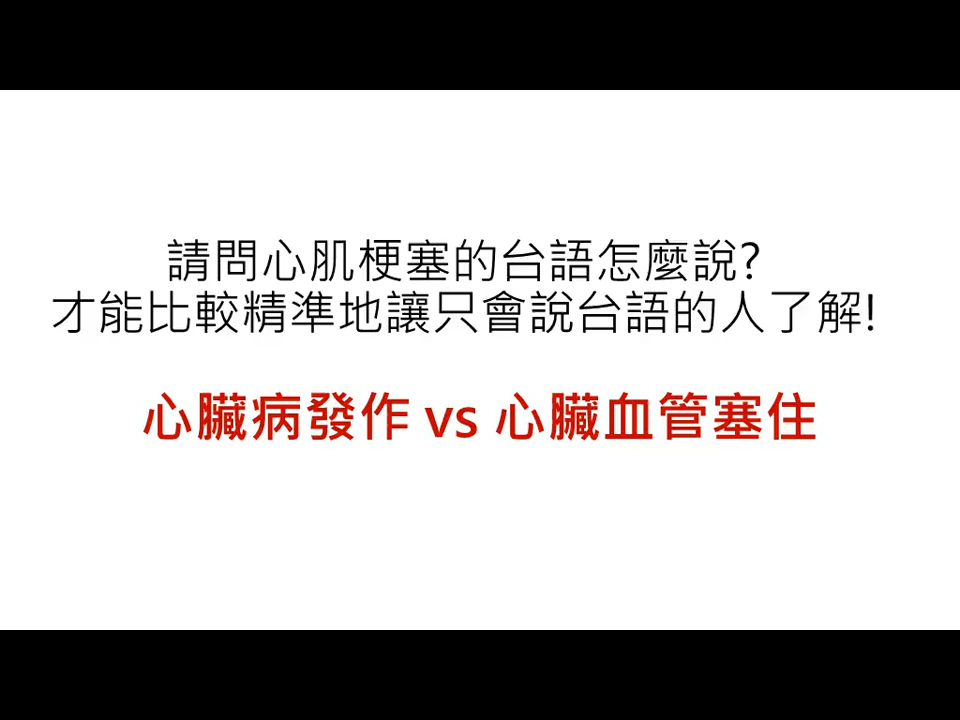 請問心肌梗塞的台語怎麼說?
才能比較精準地讓只會說台語的人了解!
心臟病發作 vs 心臟血管塞住